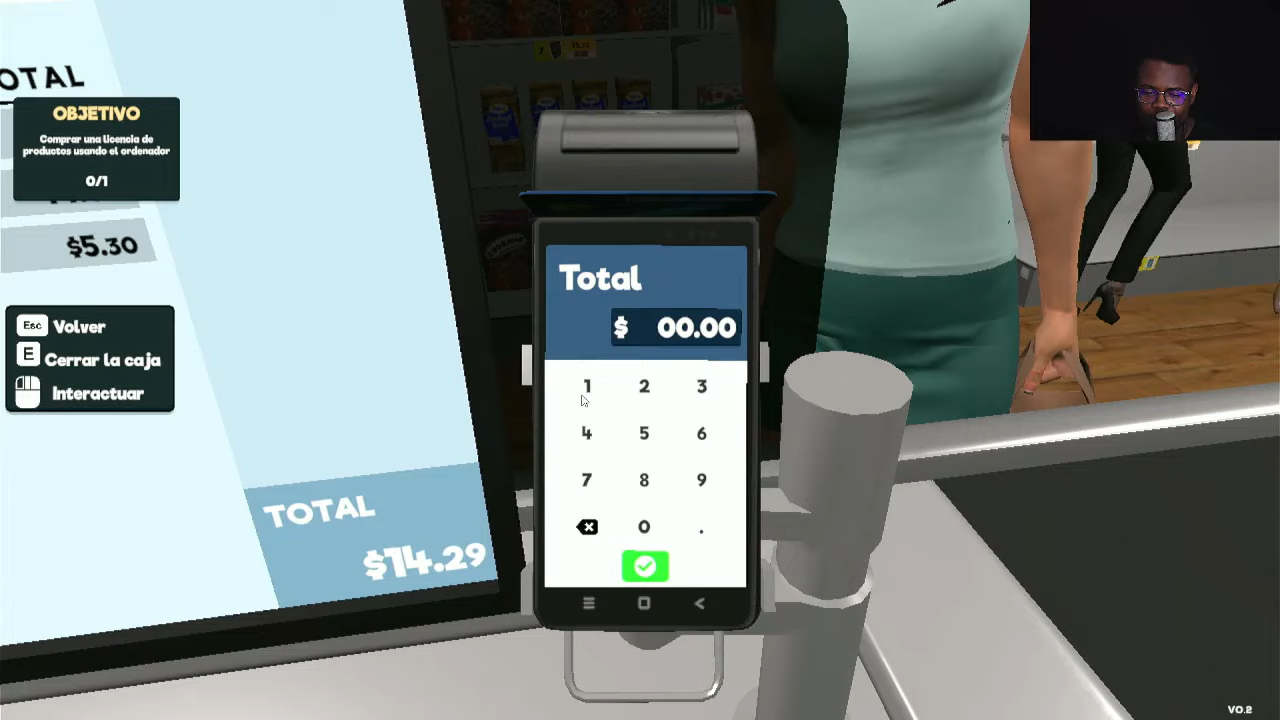 OTAL
OBJETIVO
Comprar una licencia de
productos usando el ordenador
0/1
$5.30
Esc Volver
E Cerrar la caja
Interactuar
TOTAL
$14.29
Total
$ 00.00
1 2 3
4 5 6
7 8 9
0 .
V0.2